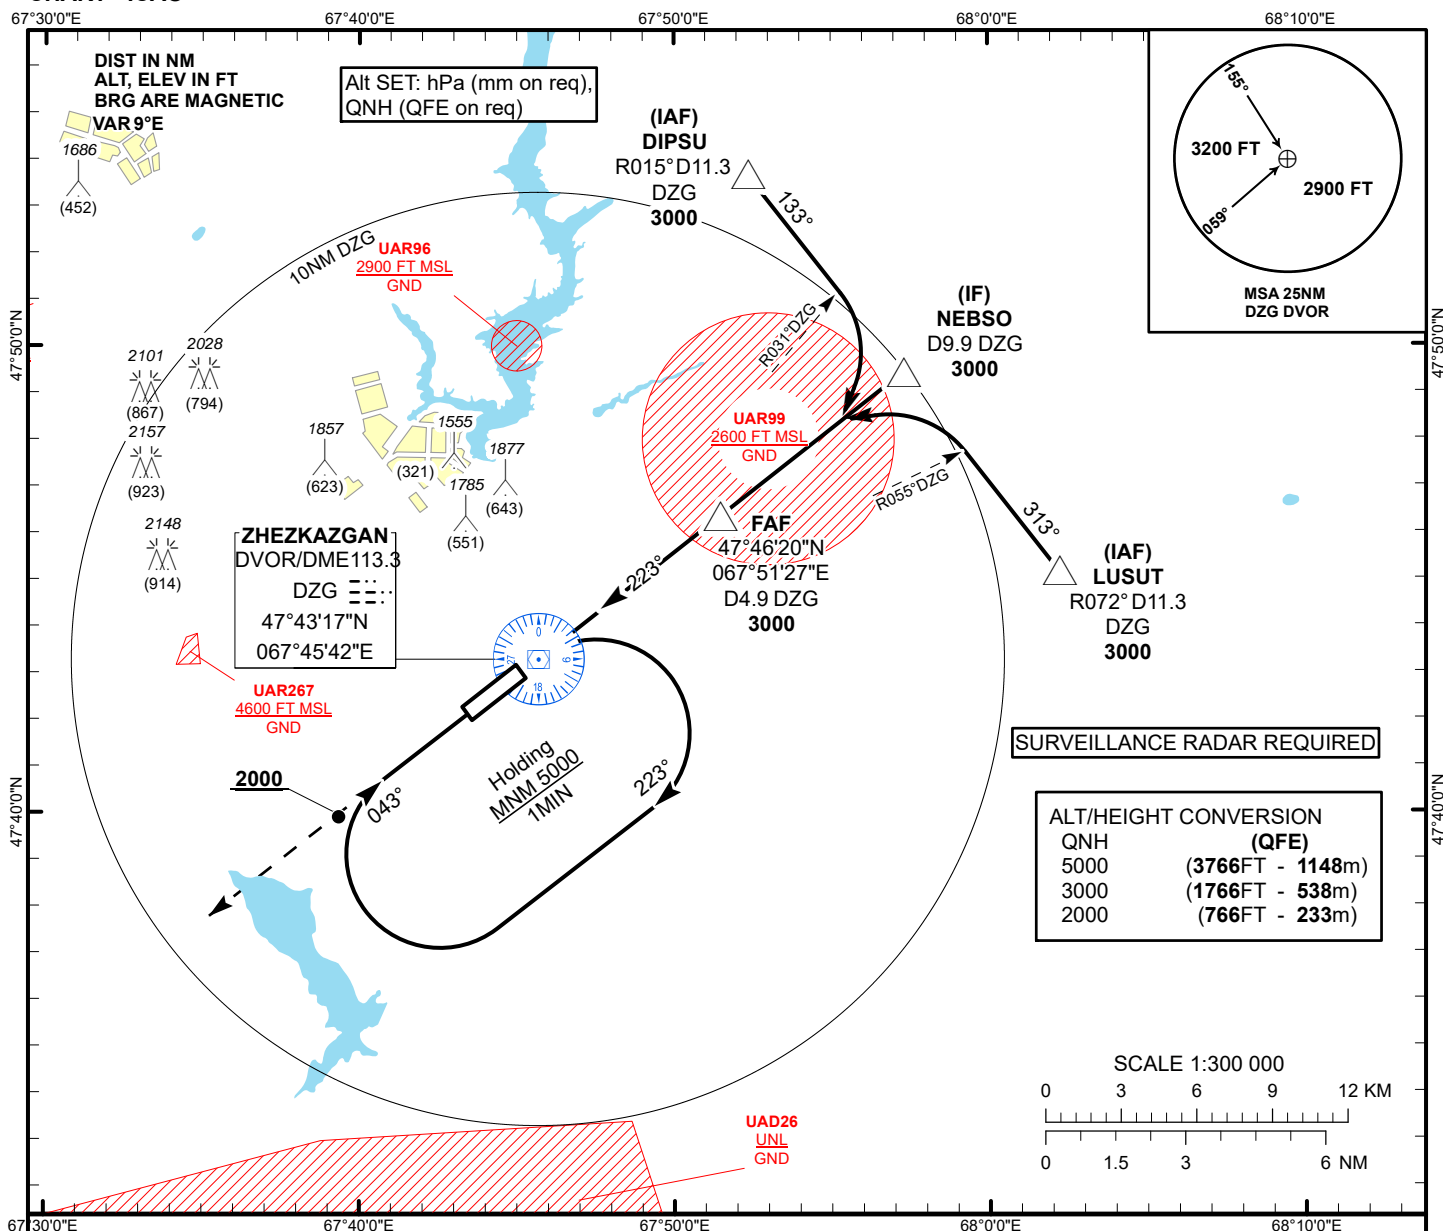 67°30'0"E
67°40'0"E
67°50'0"E
68°0'0"E
68°10'0"E
DIST IN NM
ALT, ELEV IN FT
BRG ARE MAGNETIC
VAR 9°E
Alt SET: hPa (mm on req),
QNH (QFE on req)
1686
(452)
(IAF)
DIPSU
R015° D11.3
DZG
3000
133°
155°
3200 FT
2900 FT
059°
MSA 25NM
DZG DVOR
10NM DZG
UAR96
2900 FT MSL
GND
R031°DZG
(IF)
NEBSO
D9.9 DZG
3000
47°50'0"N
47°50'0"N
2101
(867)
2028
(794)
2157
(923)
2148
(914)
1857
(623)
1555
(321)
1877
(643)
1785
(551)
UAR99
2600 FT MSL
GND
R055°DZG
313°
(IAF)
LUSUT
R072° D11.3
DZG
3000
FAF
47°46'20"N
067°51'27"E
D4.9 DZG
3000
223°
ZHEZKAZGAN
DVOR/DME113.3
DZG
47°43'17"N
067°45'42"E
0
9
18
27
UAR267
4600 FT MSL
GND
Holding
MNM 5000
1MIN
223°
043°
2000
SURVEILLANCE RADAR REQUIRED
47°40'0"N
47°40'0"N
ALT/HEIGHT CONVERSION
QNH (QFE)
5000 (3766FT - 1148m)
3000 (1766FT - 538m)
2000 (766FT - 233m)
SCALE 1:300 000
0 3 6 9 12 KM
0 1.5 3 6 NM
UAD26
UNL
GND
67°30'0"E
67°40'0"E
67°50'0"E
68°0'0"E
68°10'0"E